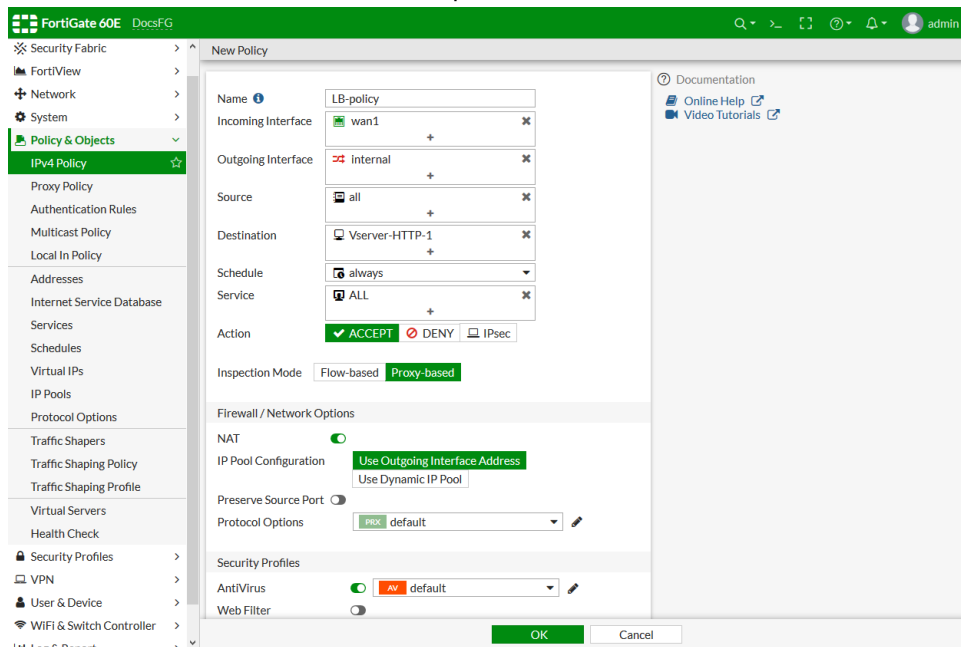 FortiGate 60E DocsFG admin
Security Fabric
FortiView
Network
System
Policy & Objects
IPv4 Policy
Proxy Policy
Authentication Rules
Multicast Policy
Local In Policy
Addresses
Internet Service Database
Services
Schedules
Virtual IPs
IP Pools
Protocol Options
Traffic Shapers
Traffic Shaping Policy
Traffic Shaping Profile
Virtual Servers
Health Check
Security Profiles
VPN
User & Device
WiFi & Switch Controller
Log & Report
New Policy
Name LB-policy
Incoming Interface wan1
+
Outgoing Interface internal
+
Source all
+
Destination Vserver-HTTP-1
+
Schedule always
Service ALL
+
Action ACCEPT DENY IPsec
Inspection Mode Flow-based Proxy-based
Firewall / Network Options
NAT
IP Pool Configuration Use Outgoing Interface Address
Use Dynamic IP Pool
Preserve Source Port
Protocol Options PRX default
Security Profiles
AntiVirus AV default
Web Filter
OK Cancel
Documentation
Online Help
Video Tutorials